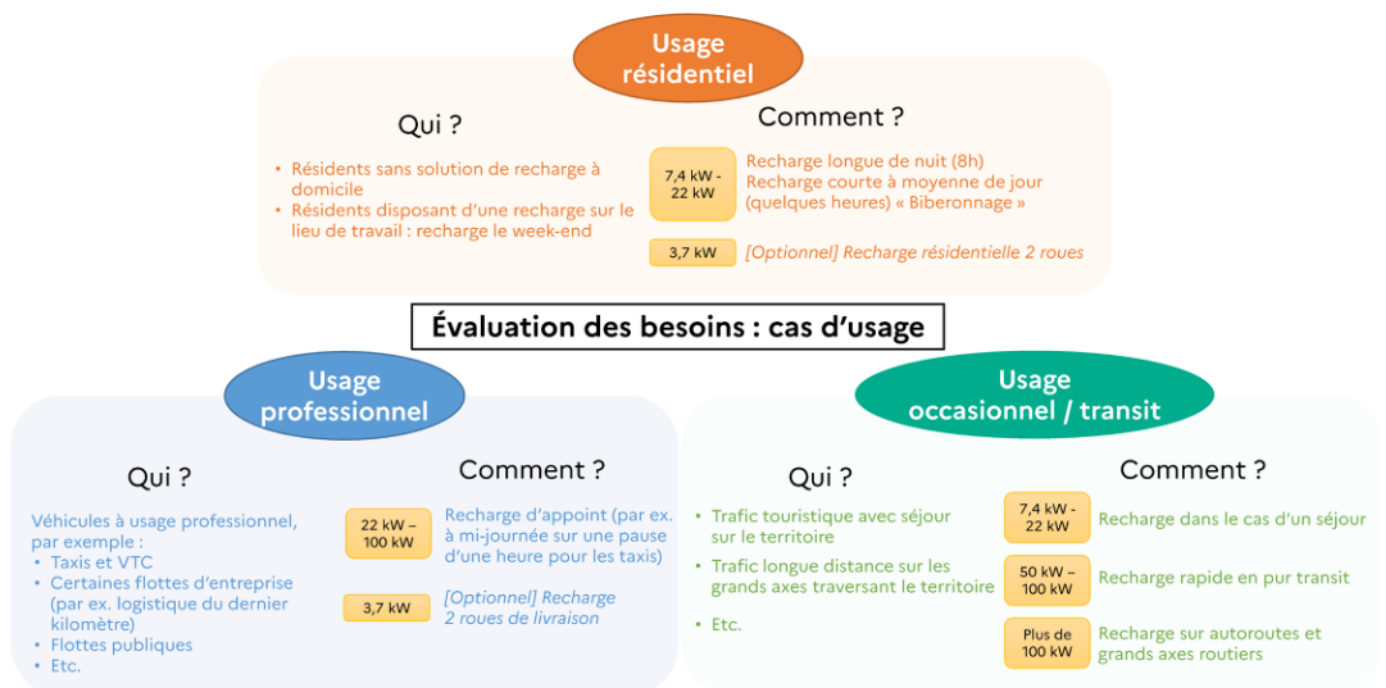 Usage
résidentiel
Qui ?
• Résidents sans solution de recharge à
domicile
• Résidents disposant d'une recharge sur le
lieu de travail : recharge le week-end
Comment ?
7,4 kW -
22 kW
Recharge longue de nuit (8h)
Recharge courte à moyenne de jour
(quelques heures) « Biberonnage »
3,7 kW
[Optionnel] Recharge résidentielle 2 roues
Évaluation des besoins : cas d'usage
Usage
professionnel
Qui ?
Véhicules à usage professionnel,
par exemple :
• Taxis et VTC
• Certaines flottes d'entreprise
(par ex. logistique du dernier
kilomètre)
• Flottes publiques
• Etc.
Comment ?
22 kW –
100 kW
Recharge d'appoint (par ex.
à mi-journée sur une pause
d'une heure pour les taxis)
3,7 kW
[Optionnel] Recharge
2 roues de livraison
Usage
occasionnel / transit
Qui ?
• Trafic touristique avec séjour
sur le territoire
• Trafic longue distance sur les
grands axes traversant le territoire
• Etc.
Comment ?
7,4 kW -
22 kW
Recharge dans le cas d'un séjour
50 kW –
100 kW
Recharge rapide en pur transit
Plus de
100 kW
Recharge sur autoroutes et
grands axes routiers